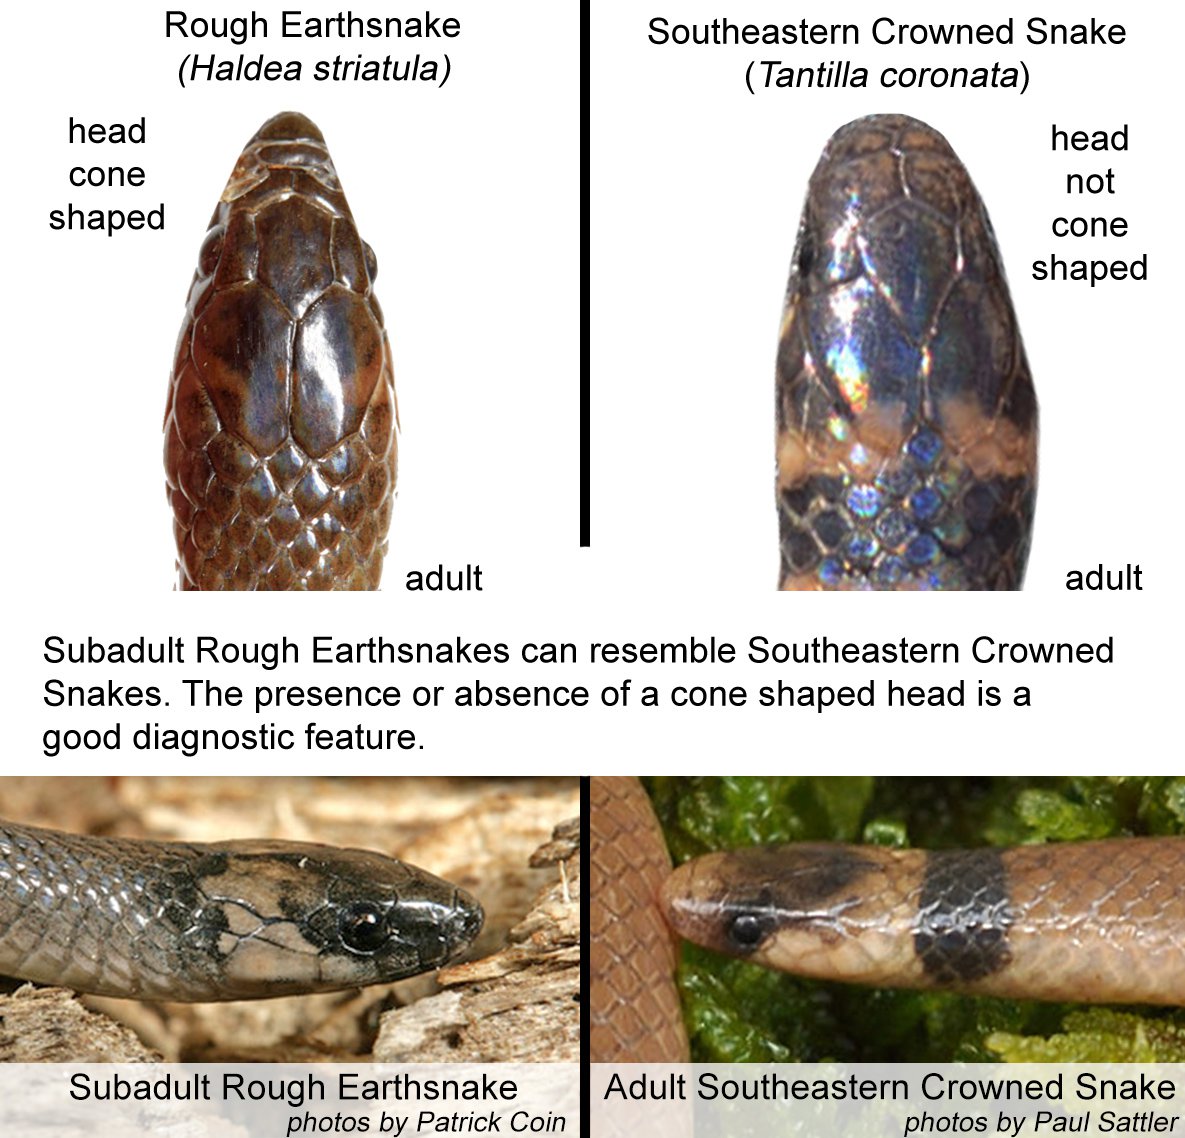 Rough Earthsnake
(Haldea striatula)
head
cone
shaped
adult
Southeastern Crowned Snake
(Tantilla coronata)
head
not
cone
shaped
adult
Subadult Rough Earthsnakes can resemble Southeastern Crowned
Snakes. The presence or absence of a cone shaped head is a
good diagnostic feature.
Subadult Rough Earthsnake
photos by Patrick Coin
Adult Southeastern Crowned Snake
photos by Paul Sattler